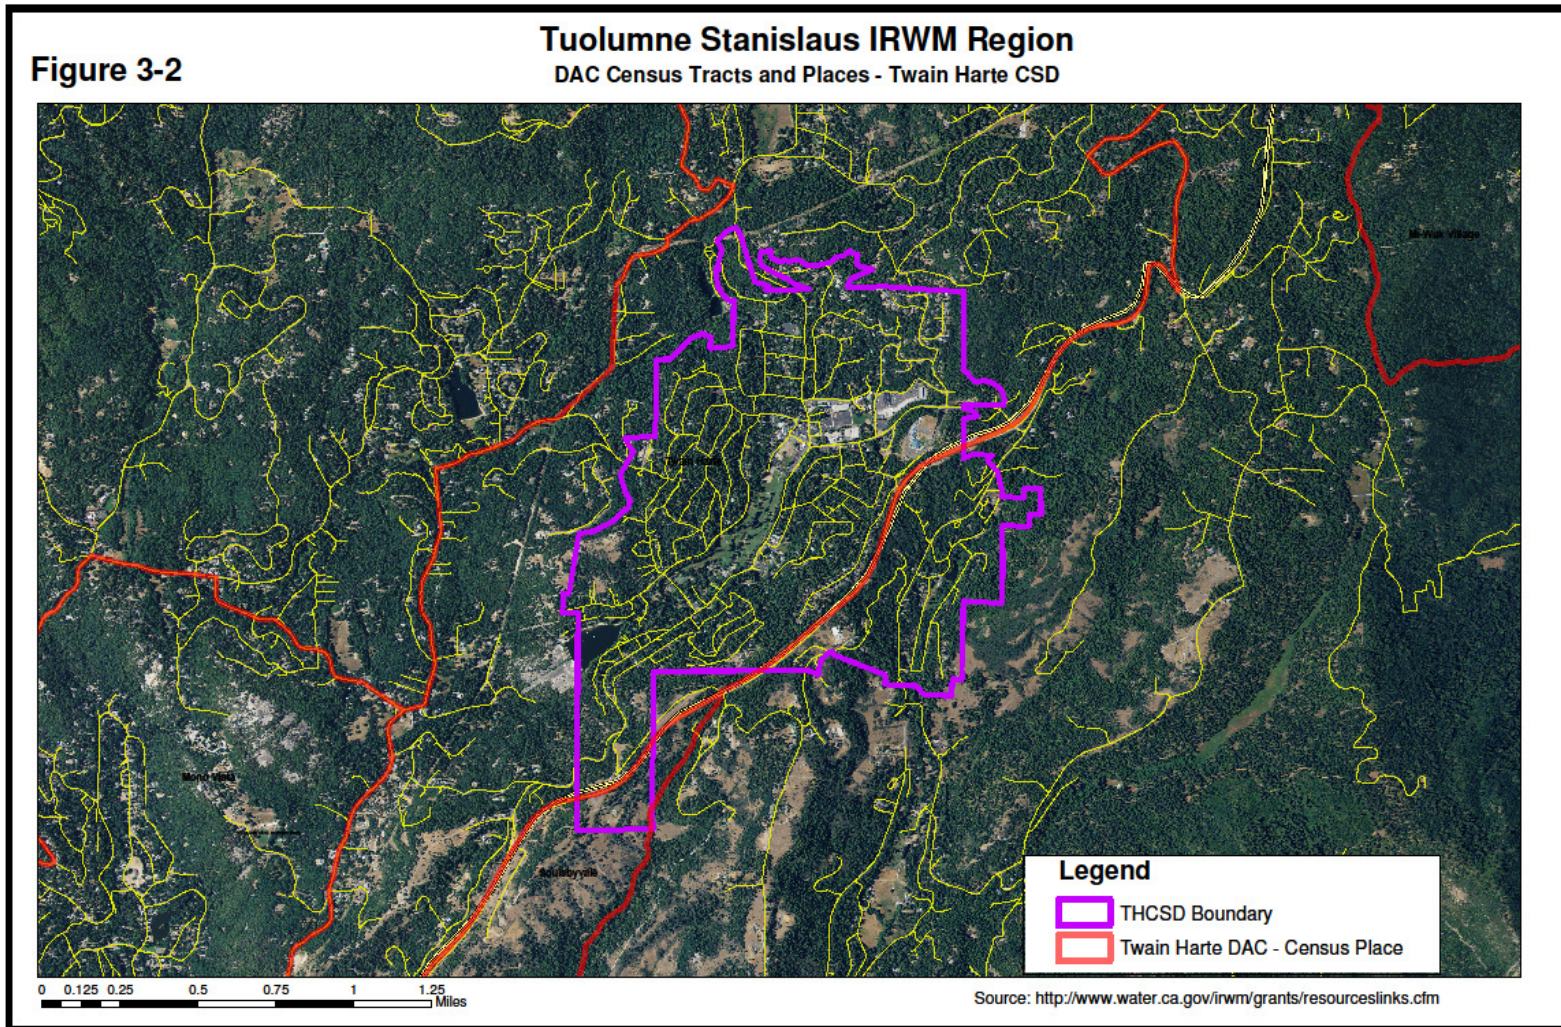 Tuolumne Stanislaus IRWM Region
Figure 3-2
DAC Census Tracts and Places - Twain Harte CSD
Mi-Wuk Village
Mono Vista
Soulsbyville
Legend
THCSD Boundary
Twain Harte DAC - Census Place
0 0.125 0.25 0.5 0.75 1 1.25
Miles
Source: http://www.water.ca.gov/irwm/grants/resourceslinks.cfm